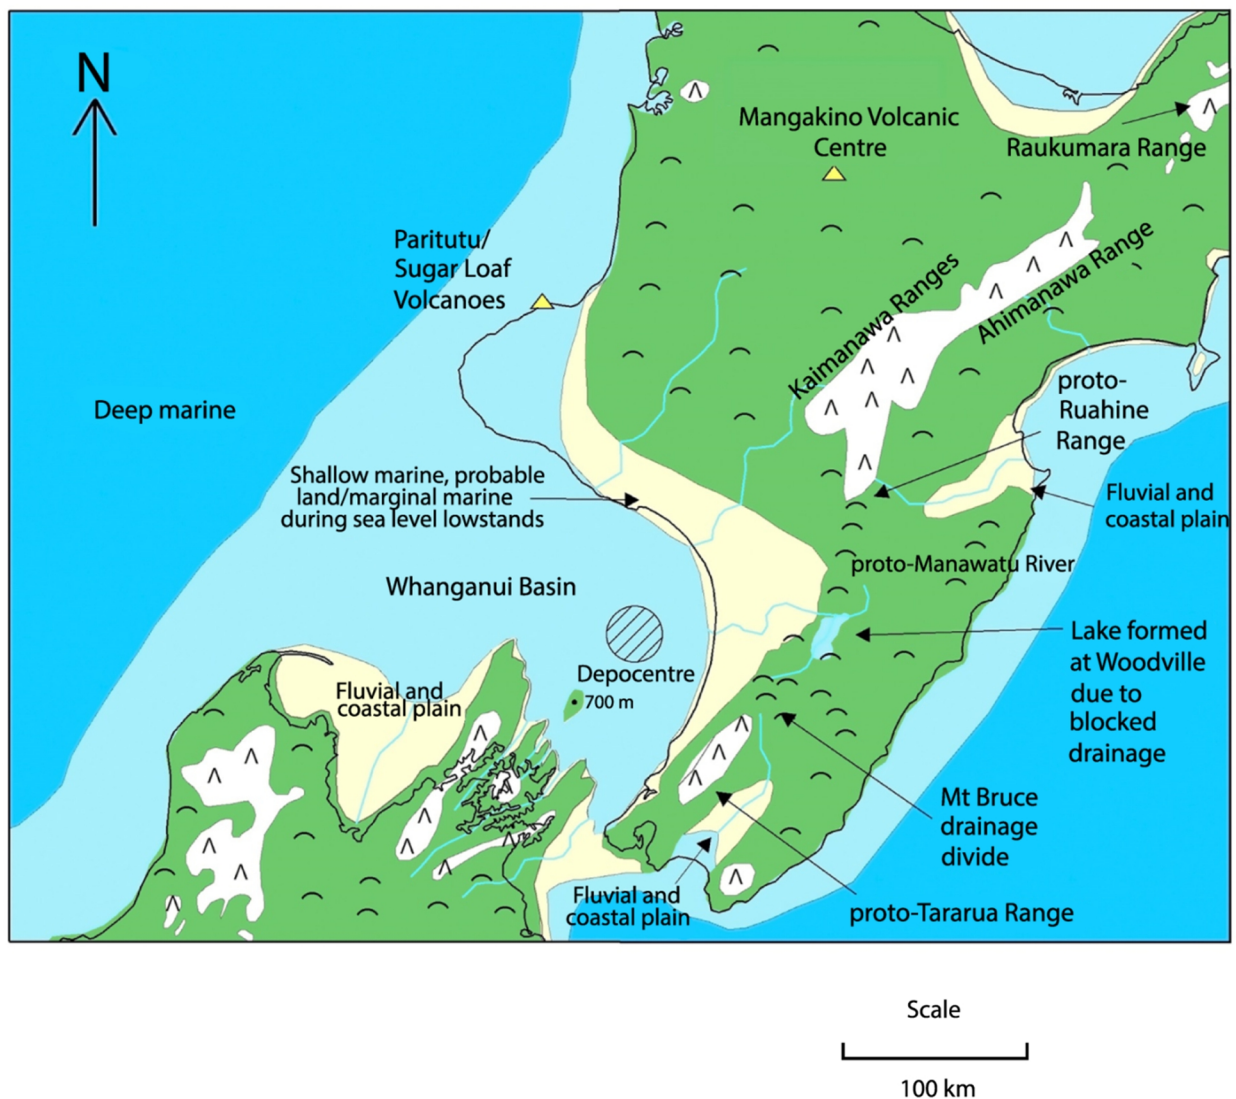 N
Mangakino Volcanic
Centre
Raukumara Range
Paritutu/
Sugar Loaf
Volcanoes
Kaimanawa Ranges
Ahimanawa Range
Deep marine
proto-
Ruahine
Range
Shallow marine, probable
land/marginal marine
during sea level lowstands
Fluvial and
coastal plain
proto-Manawatu River
Whanganui Basin
Lake formed
at Woodville
due to
blocked
drainage
Depocentre
700 m
Fluvial and
coastal plain
Mt Bruce
drainage
divide
Fluvial and
coastal plain
proto-Tararua Range
Scale
100 km